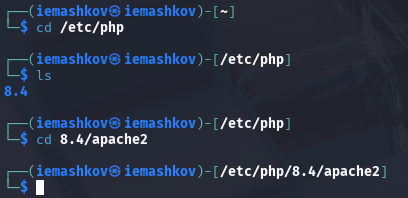 ┌──(iemashkov㉿iemashkov)-[~]
└─$ cd /etc/php
┌──(iemashkov㉿iemashkov)-[/etc/php]
└─$ ls
8.4
┌──(iemashkov㉿iemashkov)-[/etc/php]
└─$ cd 8.4/apache2
┌──(iemashkov㉿iemashkov)-[/etc/php/8.4/apache2]
└─$